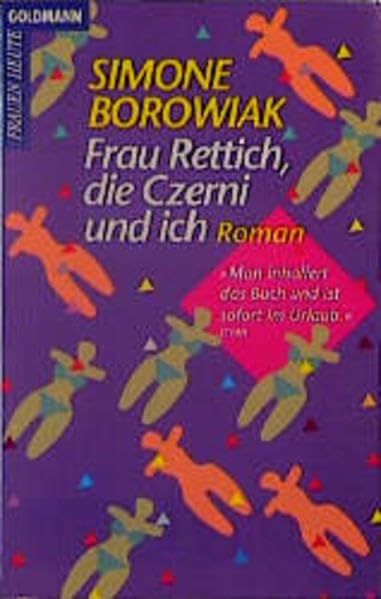 GOLDMANN
FRAUEN HEUTE
SIMONE
BOROWIAK
Frau Rettich,
die Czerni
und ich Roman
»Man inhaliert
das Buch und ist
sofort im Urlaub.«